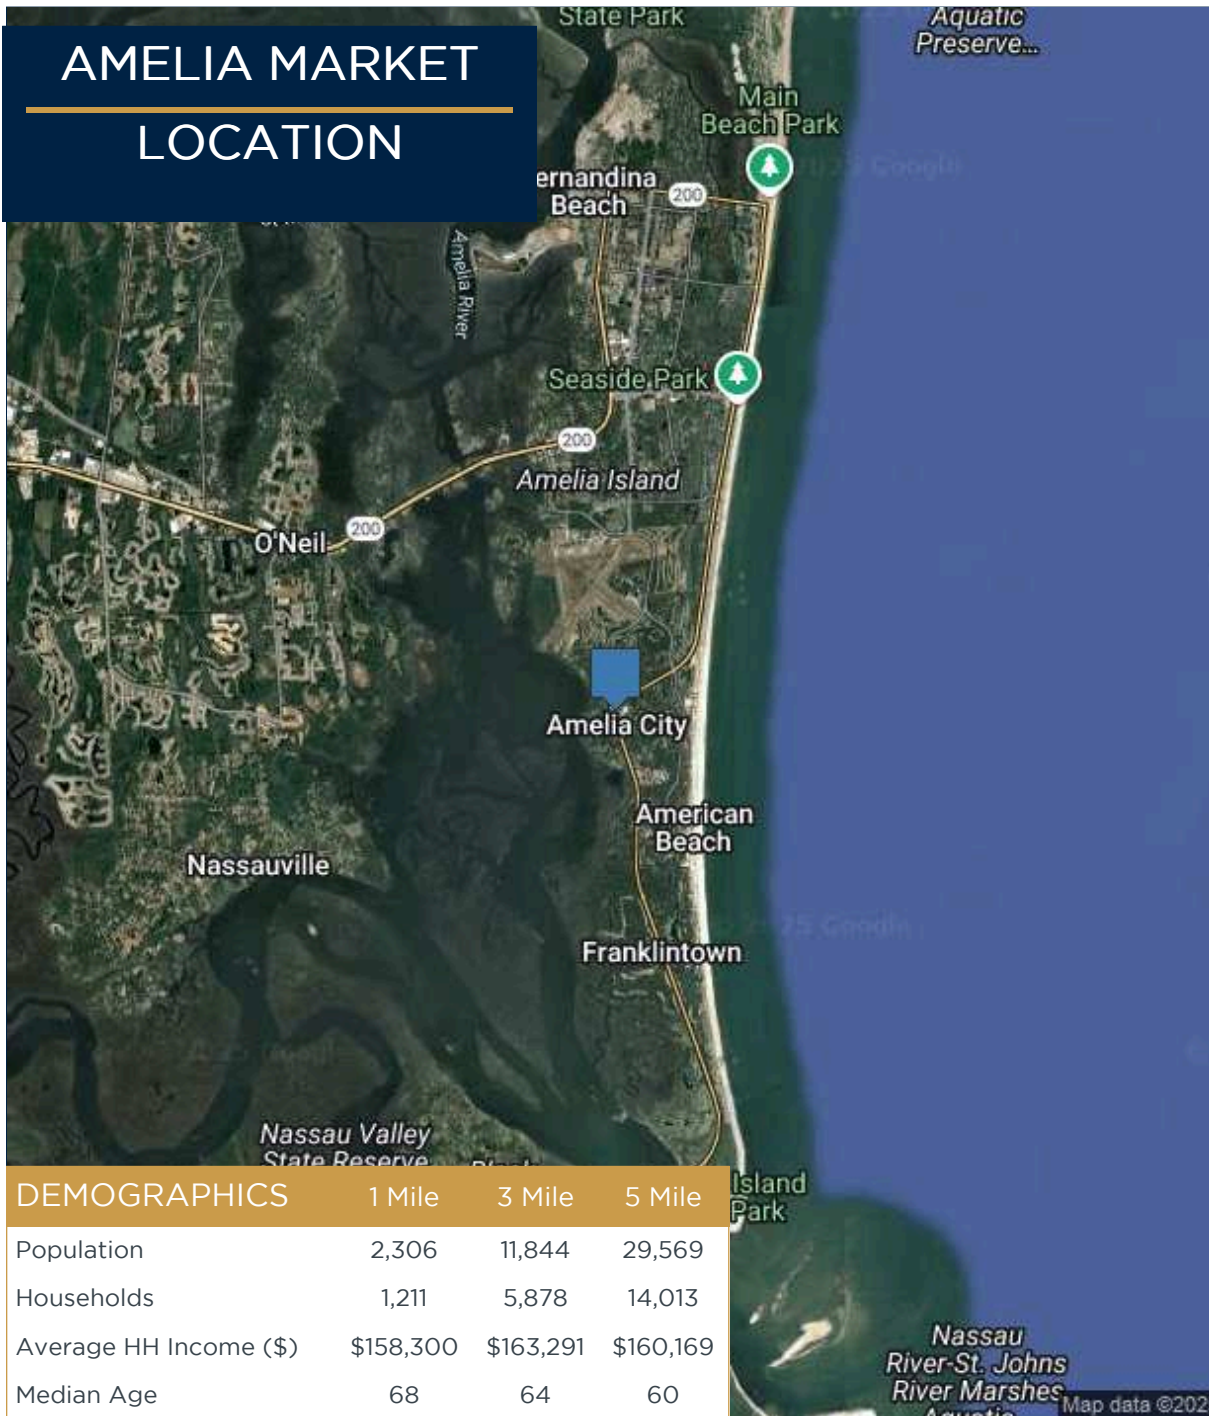 AMELIA MARKET
LOCATION
State Park
Aquatic
Preserve...
Main
Beach Park
ernandina
Beach
200
Amelia River
Seaside Park
200
Amelia Island
200
O'Neil
Amelia City
American
Beach
Nassauville
Franklintown
Nassau Valley
State Reserve
Island
Park
DEMOGRAPHICS 1 Mile 3 Mile 5 Mile
Population 2,306 11,844 29,569
Households 1,211 5,878 14,013
Average HH Income ($) $158,300 $163,291 $160,169
Median Age 68 64 60
Nassau
River-St. Johns
River Marshes
Map data ©202